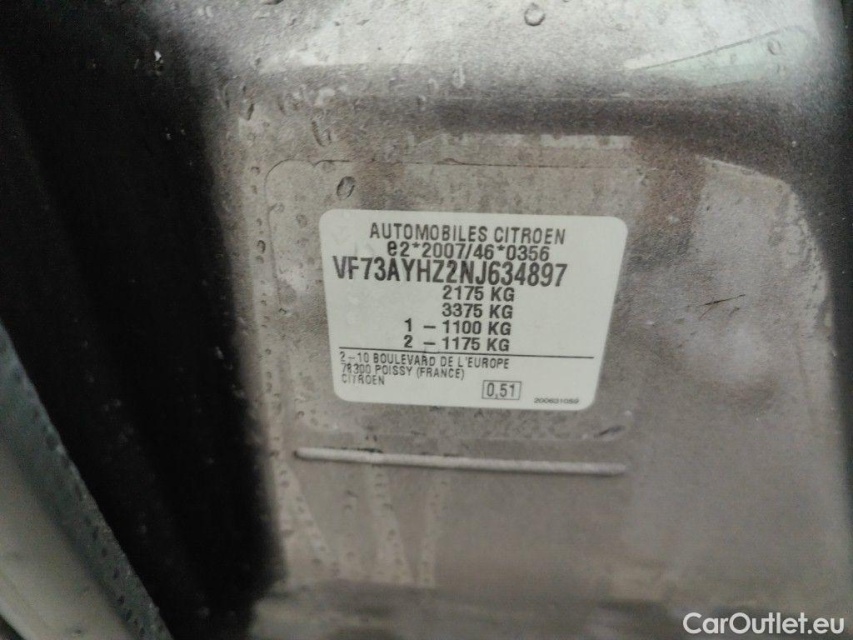 AUTOMOBILES CITROEN
e2*2007/46*0356
VF73AYHZ2NJ634897
2175 KG
3375 KG
1 – 1100 KG
2 – 1175 KG
2–10 BOULEVARD DE L'EUROPE
78300 POISSY (FRANCE)
CITROEN
0,51
200631059
CarOutlet.eu